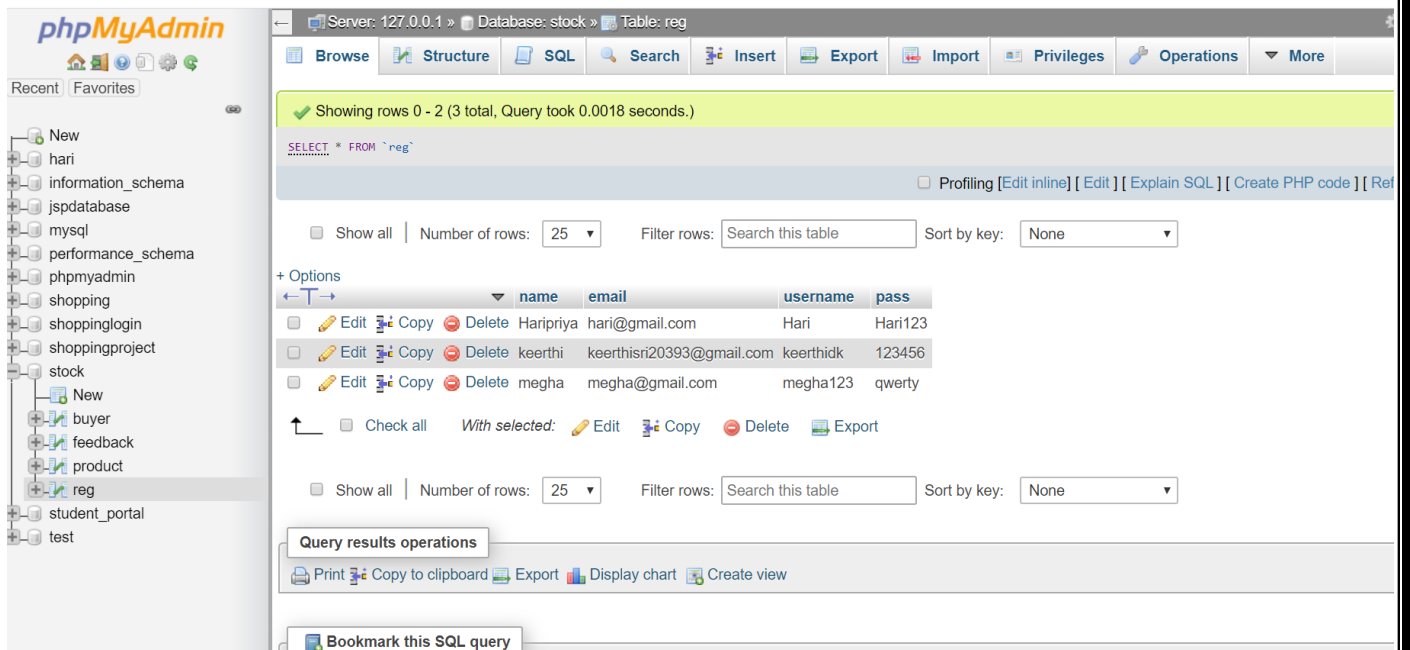 phpMyAdmin
Recent Favorites
New
hari
information_schema
jspdatabase
mysql
performance_schema
phpmyadmin
shopping
shoppinglogin
shoppingproject
stock
New
buyer
feedback
product
reg
student_portal
test
Server: 127.0.0.1 » Database: stock » Table: reg
Browse Structure SQL Search Insert Export Import Privileges Operations More
Showing rows 0 - 2 (3 total, Query took 0.0018 seconds.)
SELECT * FROM `reg`
Profiling [Edit inline] [ Edit ] [ Explain SQL ] [ Create PHP code ] [ Ref
Show all | Number of rows: 25 Filter rows: Search this table Sort by key: None
+ Options
←T→ name email username pass
Edit Copy Delete Haripriya hari@gmail.com Hari Hari123
Edit Copy Delete keerthi keerthisri20393@gmail.com keerthidk 123456
Edit Copy Delete megha megha@gmail.com megha123 qwerty
Check all With selected: Edit Copy Delete Export
Show all | Number of rows: 25 Filter rows: Search this table Sort by key: None
Query results operations
Print Copy to clipboard Export Display chart Create view
Bookmark this SQL query